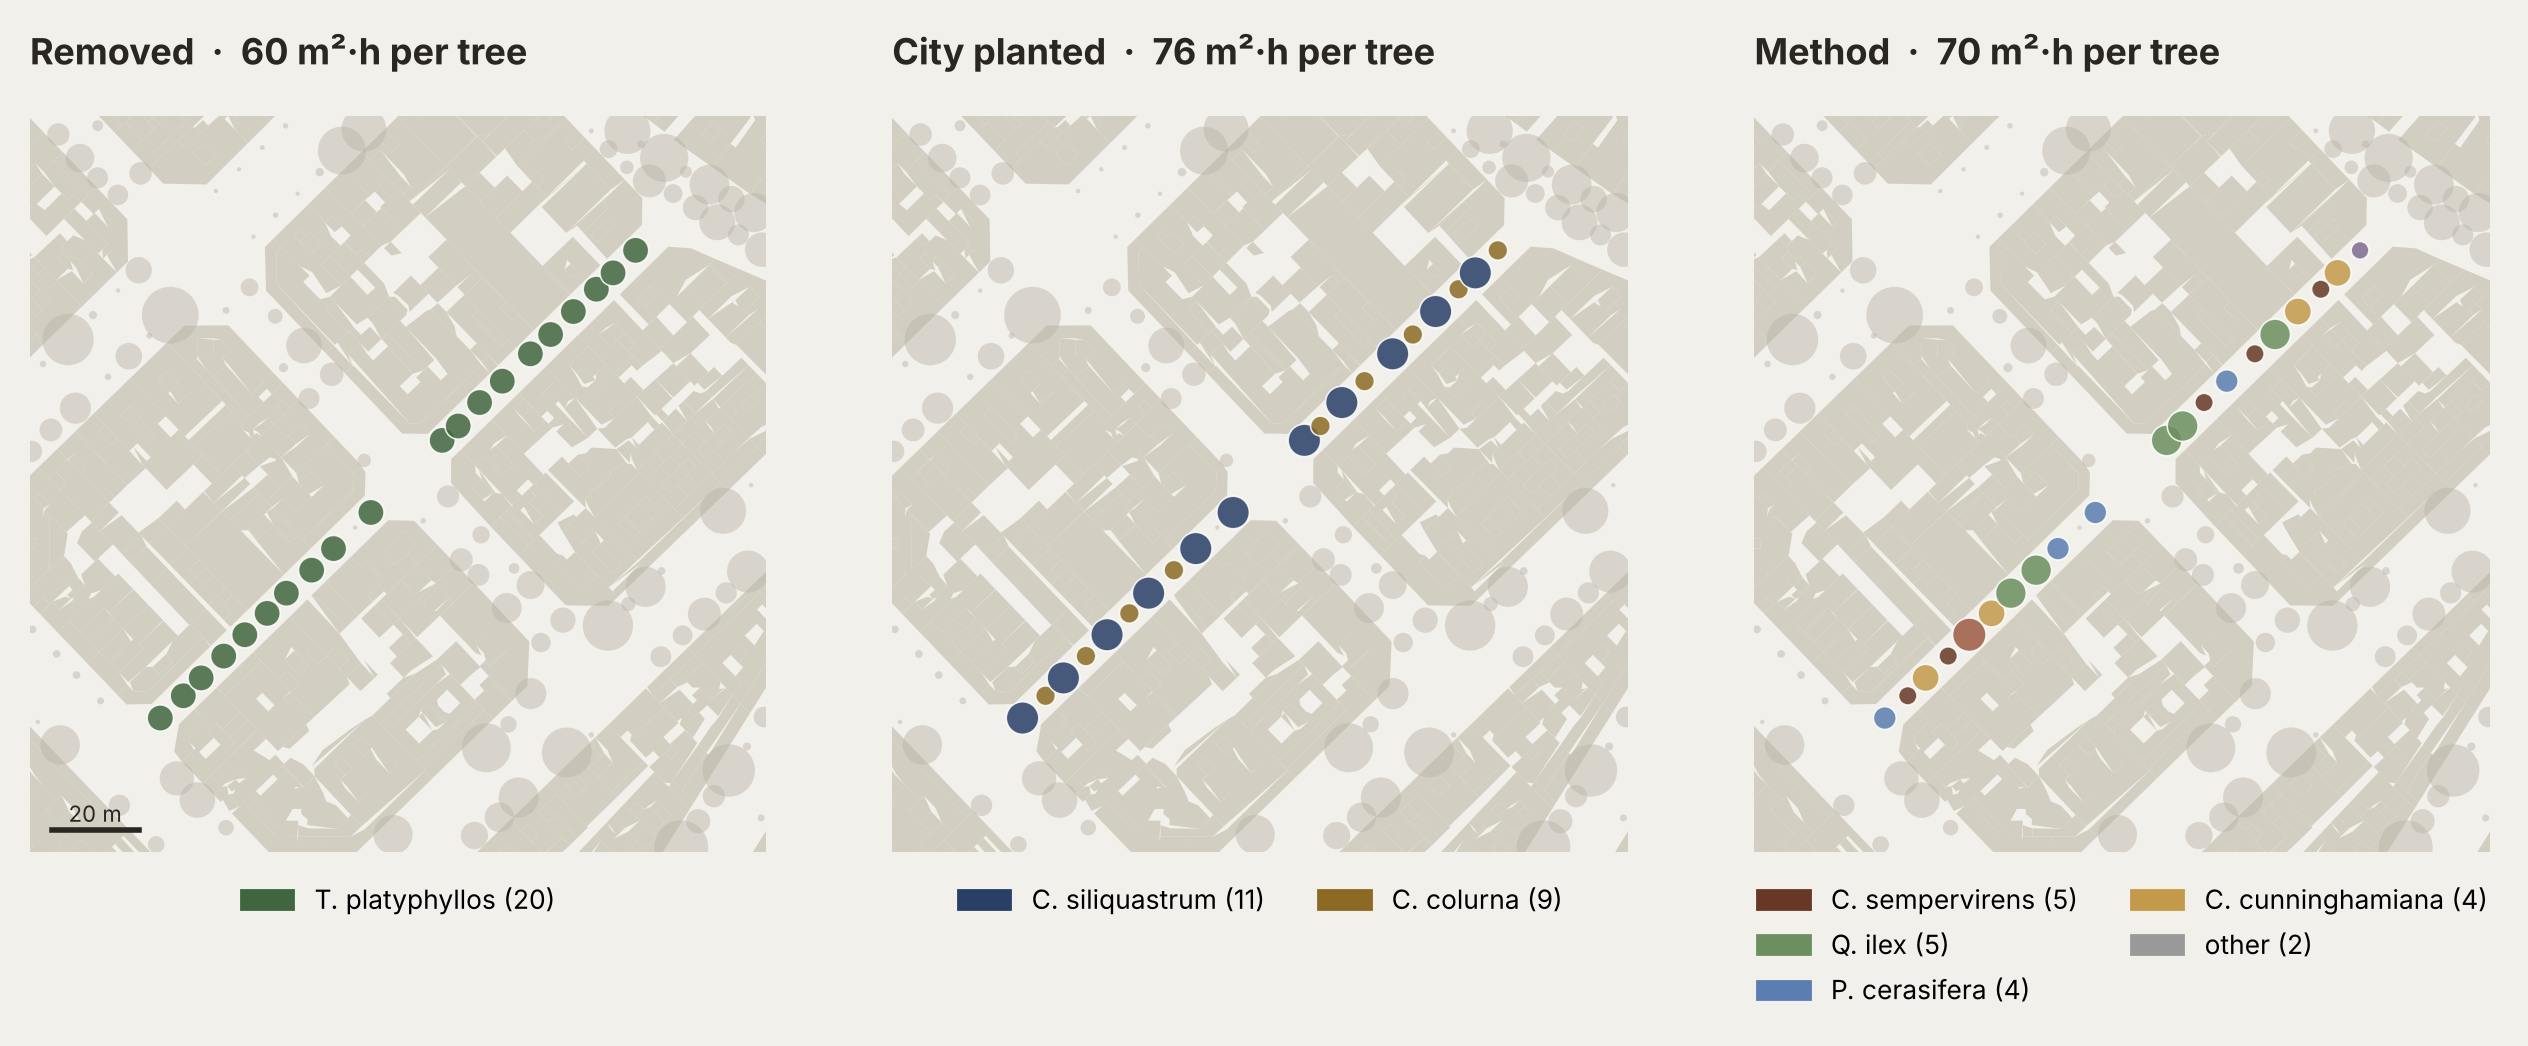 Removed · 60 m²·h per tree
City planted · 76 m²·h per tree
Method · 70 m²·h per tree
20 m
T. platyphyllos (20)
C. siliquastrum (11)
C. colurna (9)
C. sempervirens (5)
C. cunninghamiana (4)
Q. ilex (5)
other (2)
P. cerasifera (4)